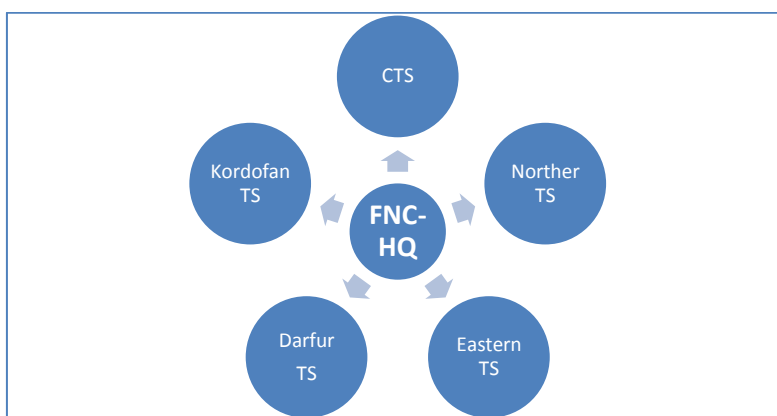 CTS
Kordofan
TS
Norther
TS
FNC-
HQ
Darfur
TS
Eastern
TS